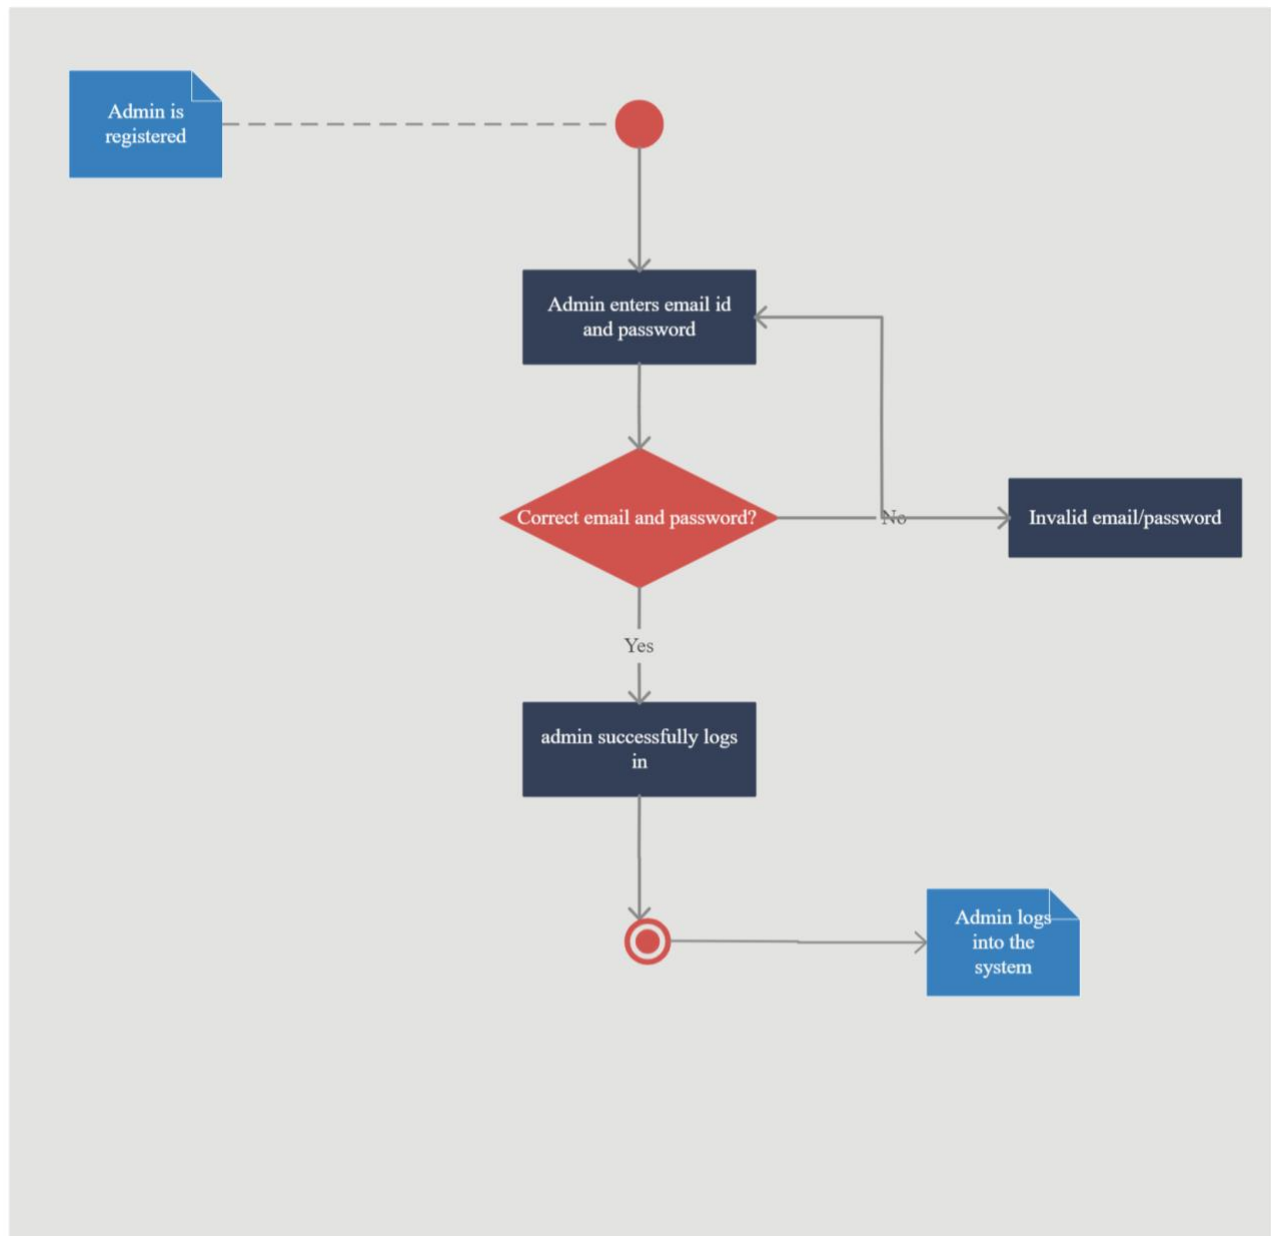 Admin is
registered
Admin enters email id
and password
Correct email and password?
No
Invalid email/password
Yes
admin successfully logs
in
Admin logs
into the
system